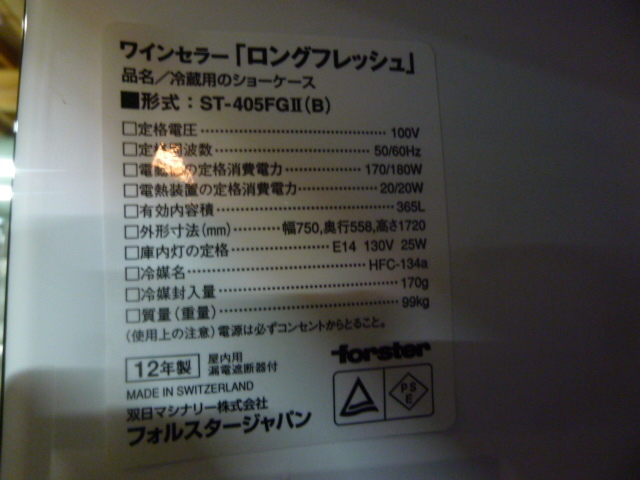 ワインセラー「ロングフレッシュ」
品名/冷蔵用のショーケース
■形式：ST-405FGⅡ(B)
□定格電圧 100V
□定格周波数 50/60Hz
□電動機の定格消費電力 170/180W
□電熱装置の定格消費電力 20/20W
□有効内容積 365L
□外形寸法(mm) 幅750,奥行558,高さ1720
□庫内灯の定格 E14 130V 25W
□冷媒名 HFC-134a
□冷媒封入量 170g
□質量(重量) 99kg
(使用上の注意) 電源は必ずコンセントからとること。
12年製 屋内用
漏電遮断器付
MADE IN SWITZERLAND
双日マシナリー株式会社
フォルスタージャパン
forster
PS
E